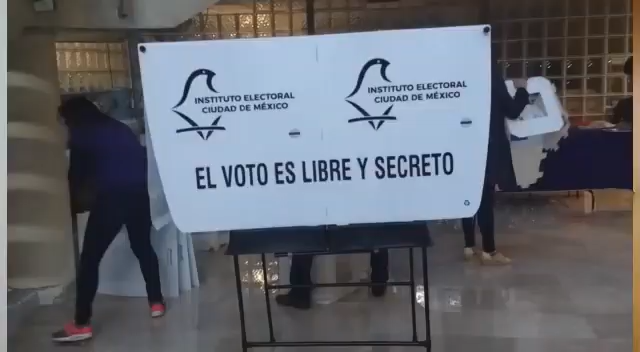 INSTITUTO ELECTORAL
CIUDAD DE MÉXICO
INSTITUTO ELECTORAL
CIUDAD DE MÉXICO
EL VOTO ES LIBRE Y SECRETO